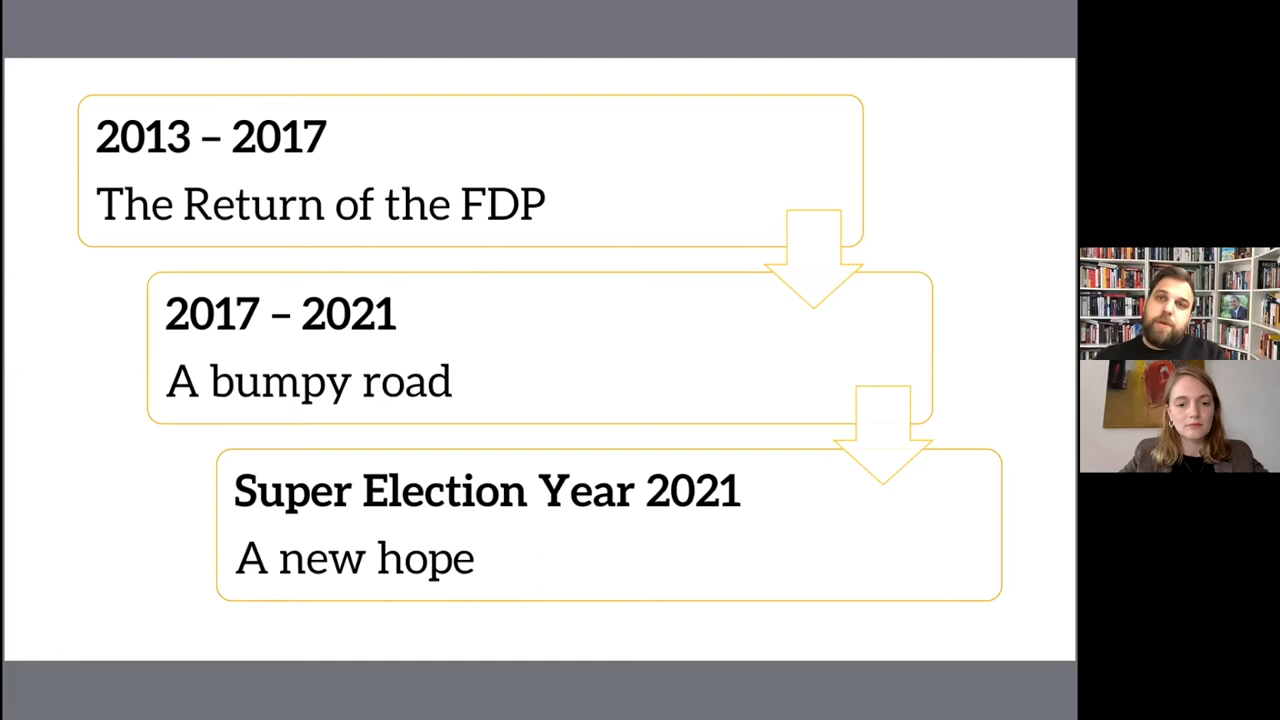 2013 – 2017
The Return of the FDP
2017 – 2021
A bumpy road
Super Election Year 2021
A new hope